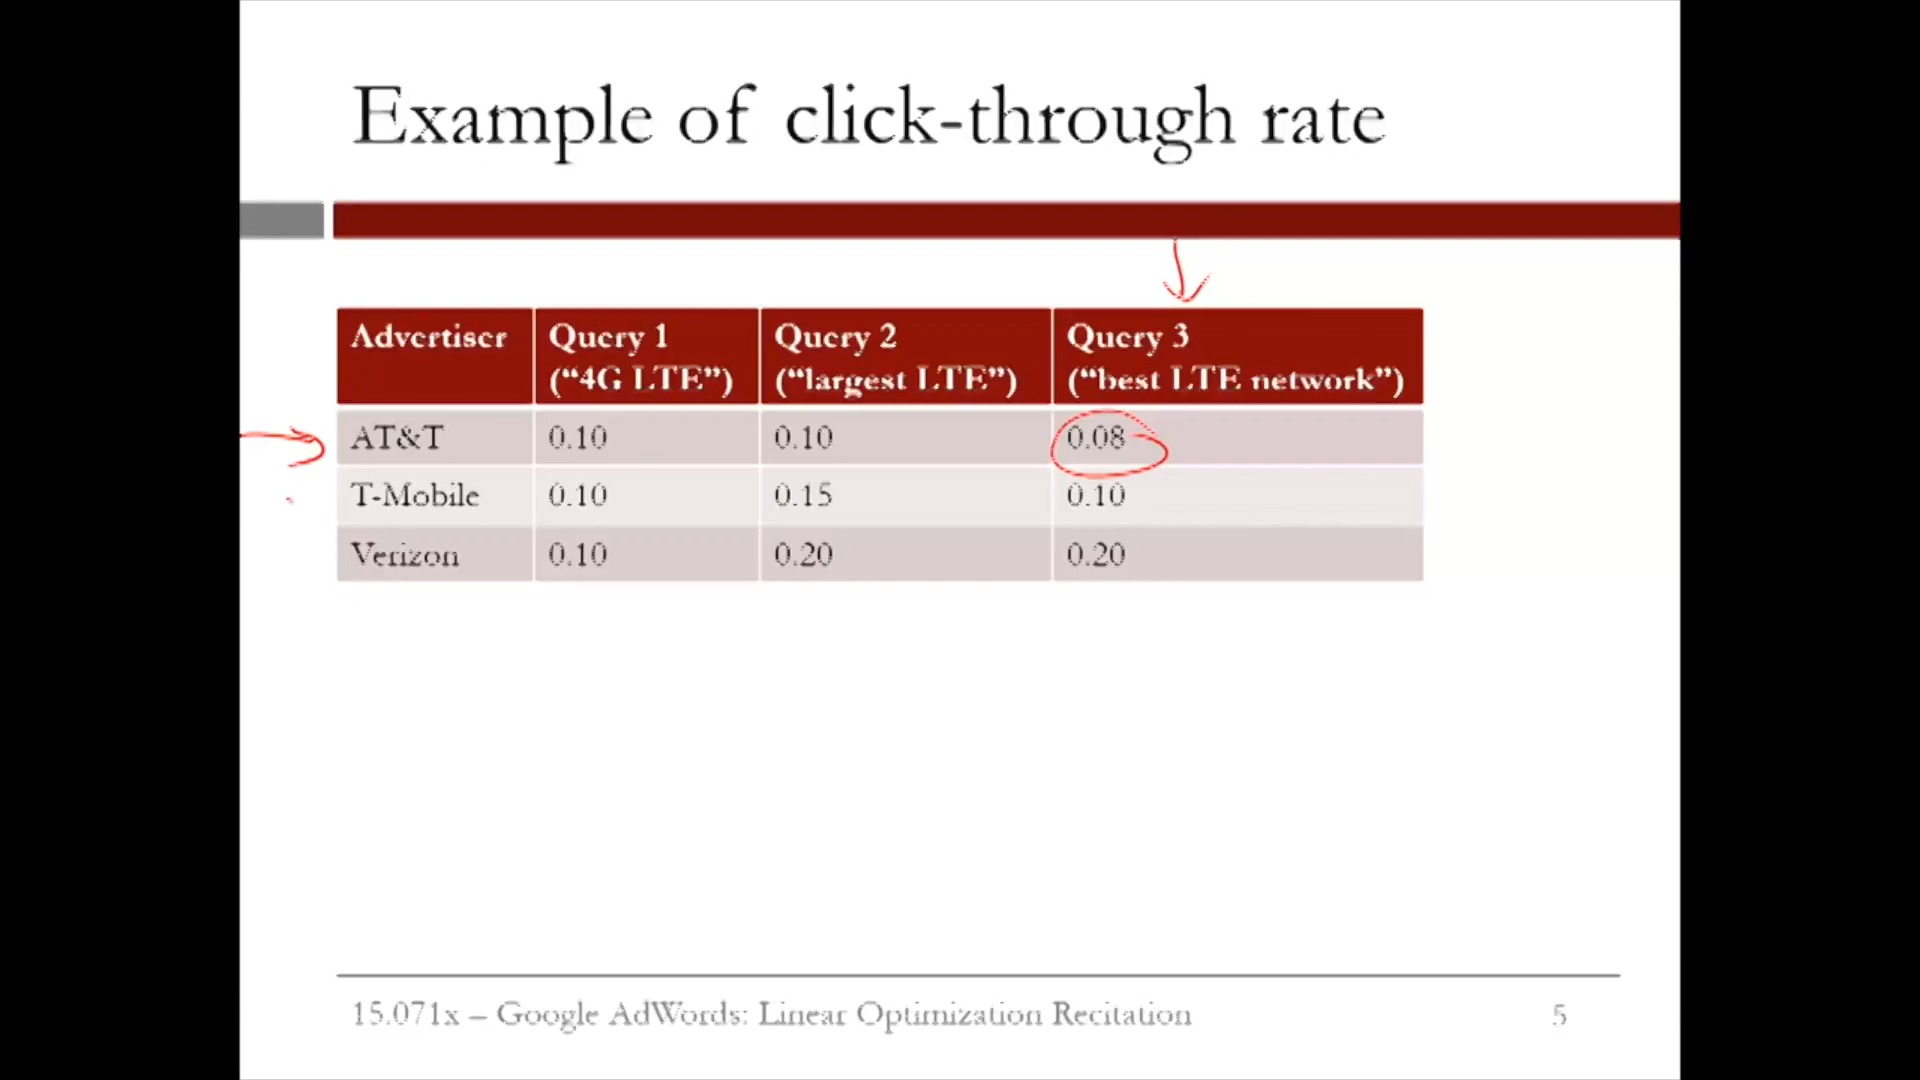 Example of click-through rate
Advertiser Query 1 Query 2 Query 3
(“4G LTE”) (“largest LTE”) (“best LTE network”)
AT&T 0.10 0.10 0.08
T-Mobile 0.10 0.15 0.10
Verizon 0.10 0.20 0.20
15.071x – Google AdWords: Linear Optimization Recitation 5